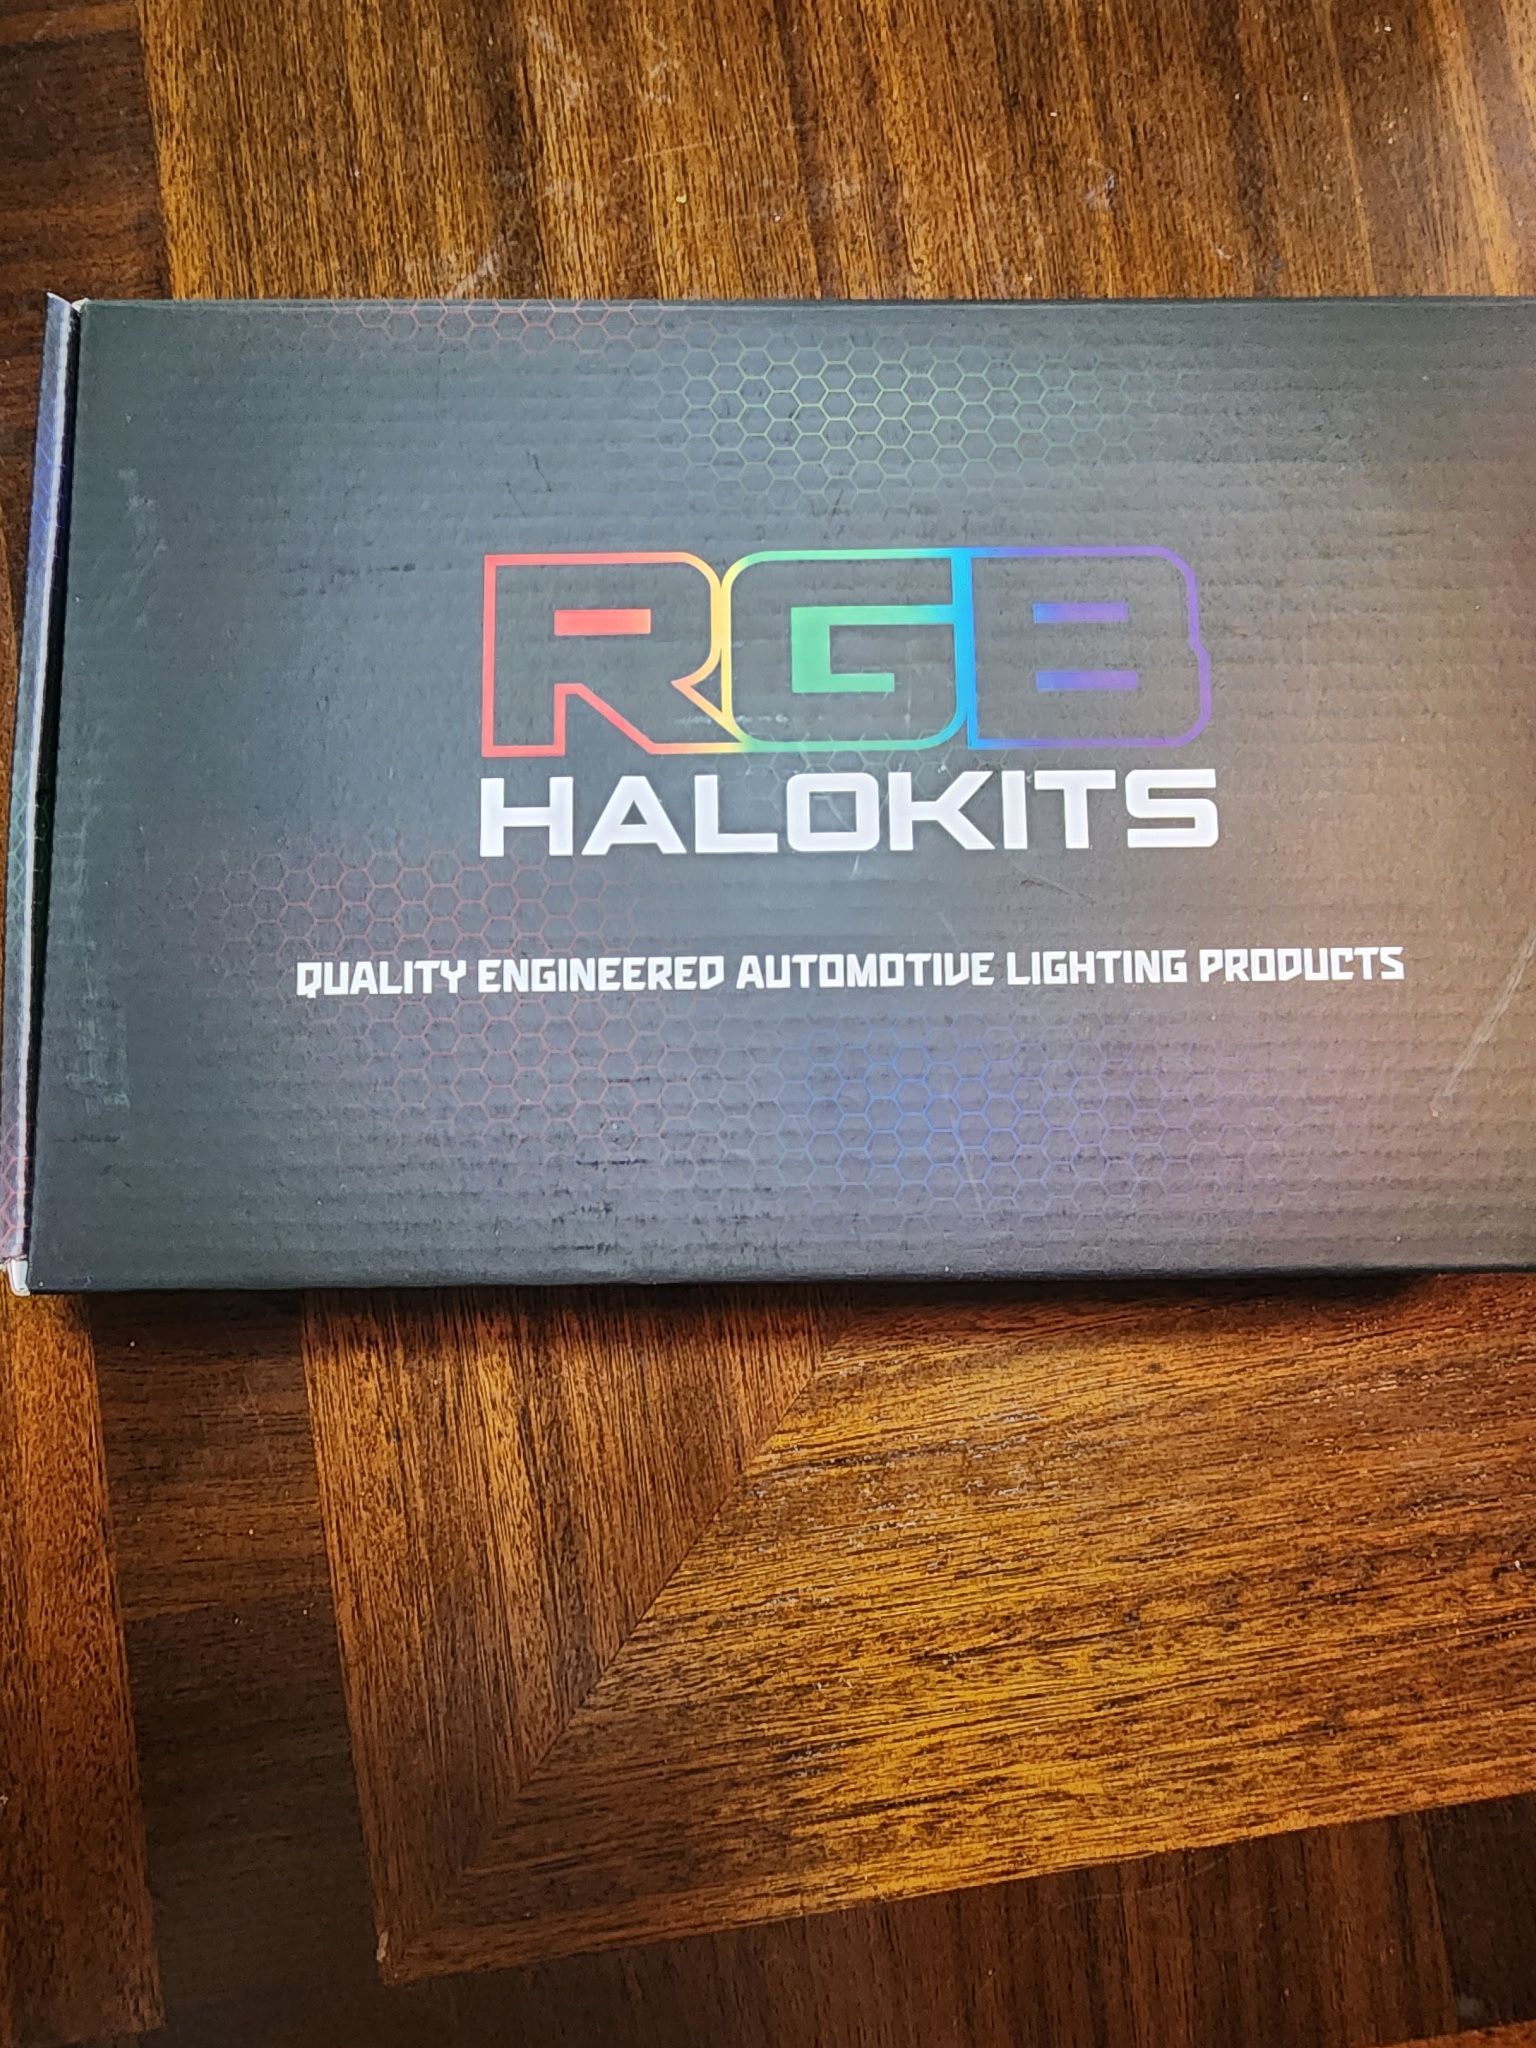 RGB
HALOKITS
QUALITY ENGINEERED AUTOMOTIVE LIGHTING PRODUCTS